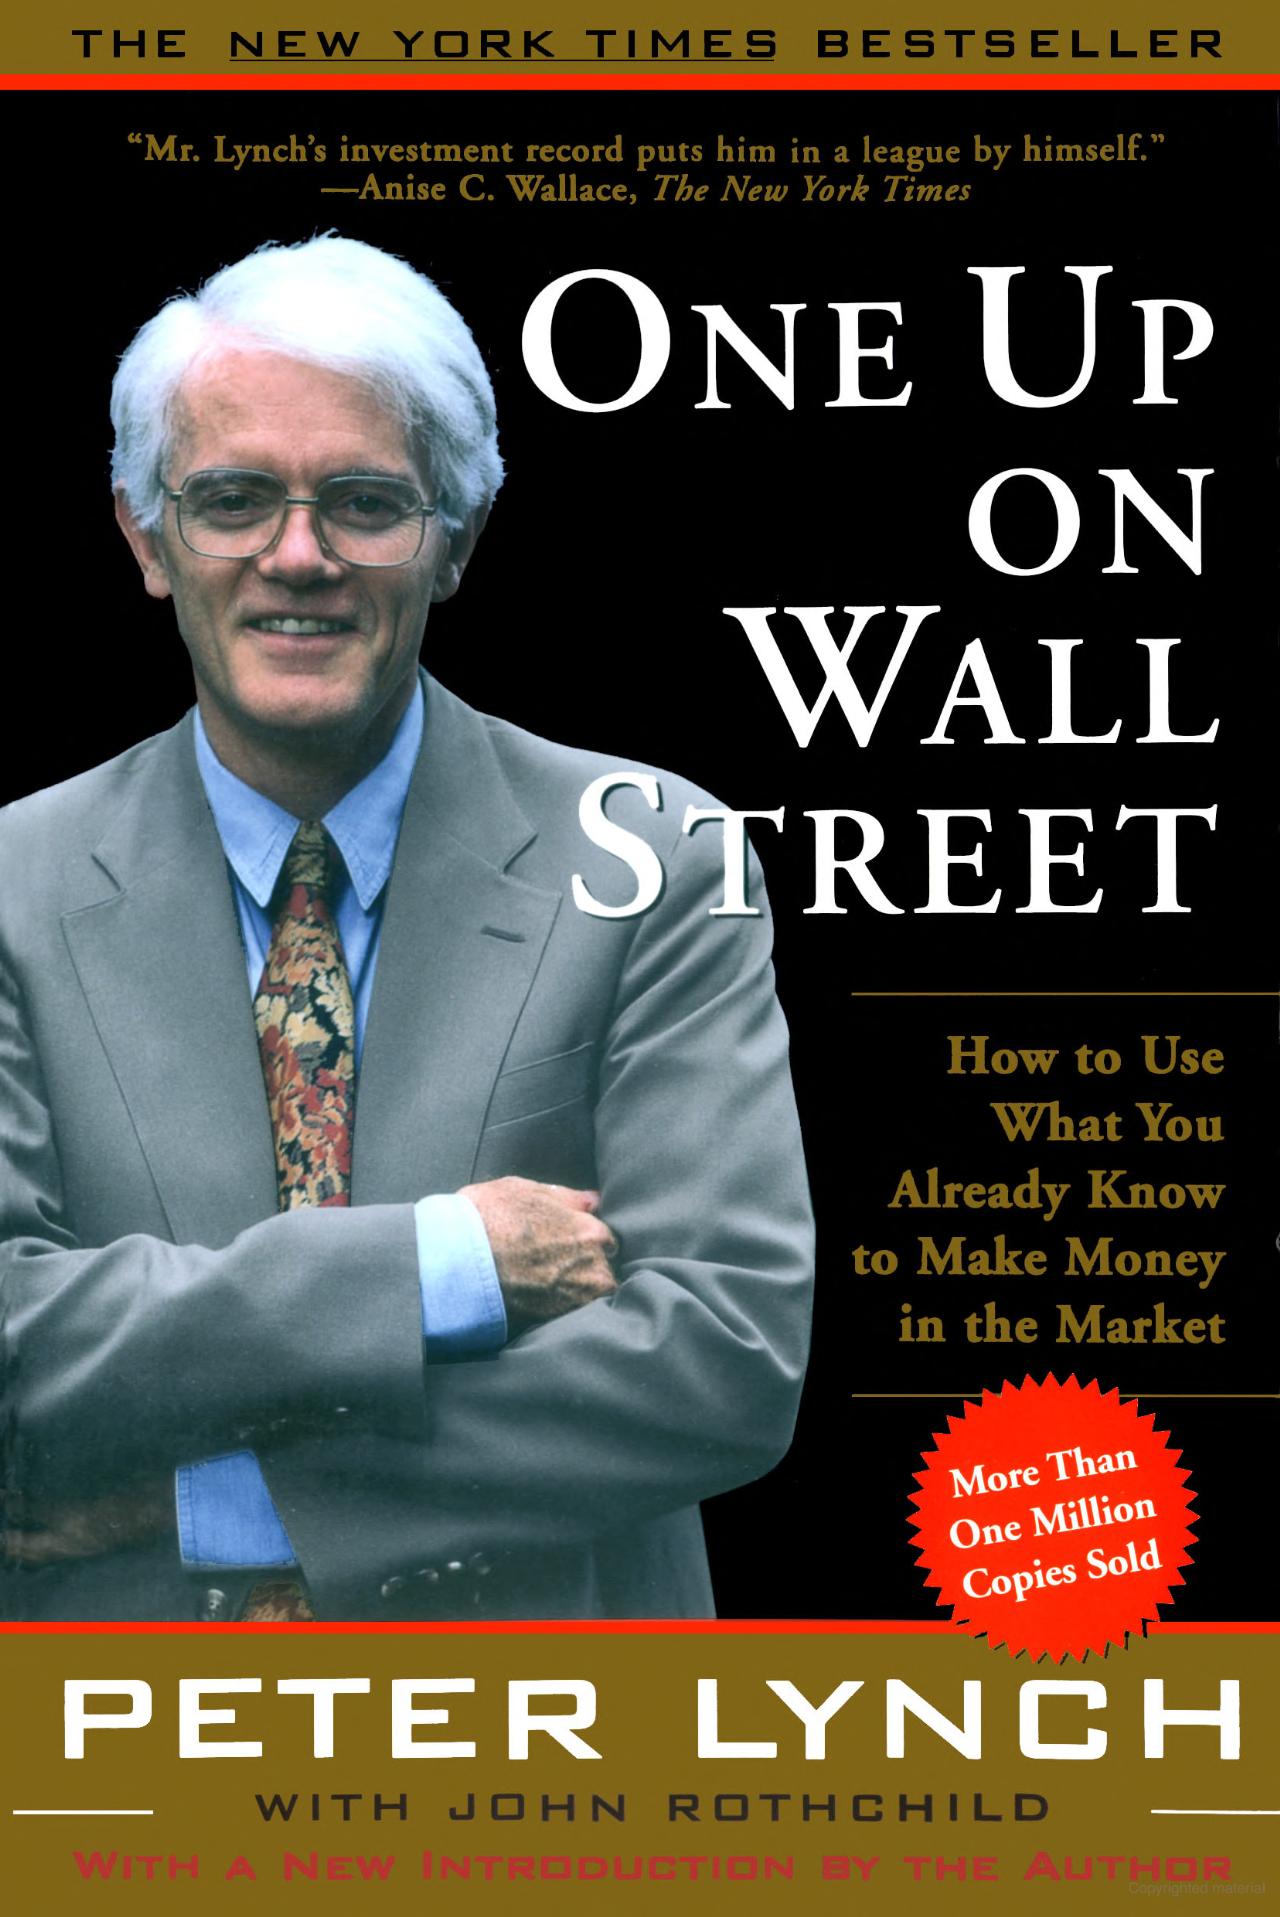 THE NEW YORK TIMES BESTSELLER
“Mr. Lynch’s investment record puts him in a league by himself.”
—Anise C. Wallace, The New York Times
ONE UP
ON
WALL
STREET
How to Use
What You
Already Know
to Make Money
in the Market
More Than
One Million
Copies Sold
PETER LYNCH
WITH JOHN ROTHCHILD
WITH A NEW INTRODUCTION BY THE AUTHOR
Copyrighted material